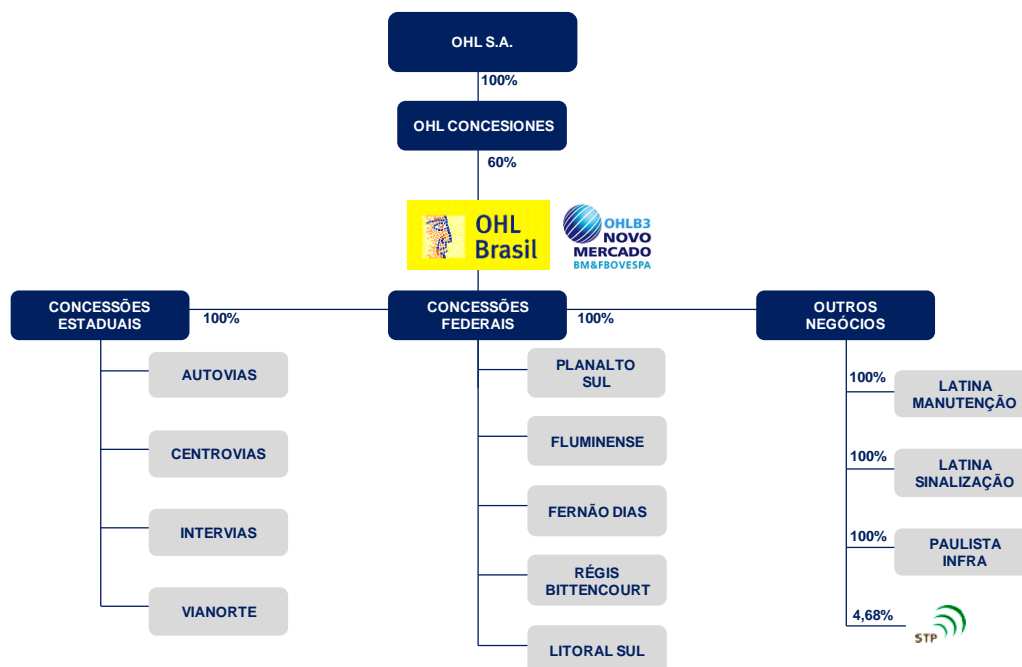 OHL S.A.
100%
OHL CONCESIONES
60%
OHL
Brasil
OHLB3
NOVO
MERCADO
BM&FBOVESPA
CONCESSÕES
ESTADUAIS
100%
CONCESSÕES
FEDERAIS
100%
OUTROS
NEGÓCIOS
AUTOVIAS
CENTROVIAS
INTERVIAS
VIANORTE
PLANALTO
SUL
FLUMINENSE
FERNÃO DIAS
RÉGIS
BITTENCOURT
LITORAL SUL
100%
LATINA
MANUTENÇÃO
100%
LATINA
SINALIZAÇÃO
100%
PAULISTA
INFRA
4,68%
STP